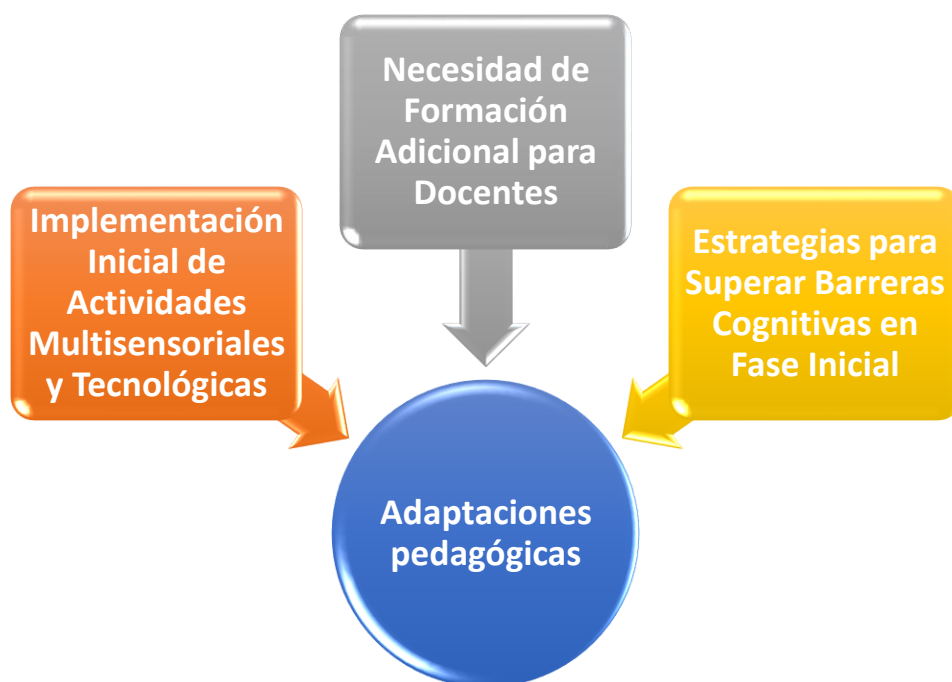 Necesidad de
Formación
Adicional para
Docentes
Implementación
Inicial de
Actividades
Multisensoriales
y Tecnológicas
Estrategias para
Superar Barreras
Cognitivas en
Fase Inicial
Adaptaciones
pedagógicas